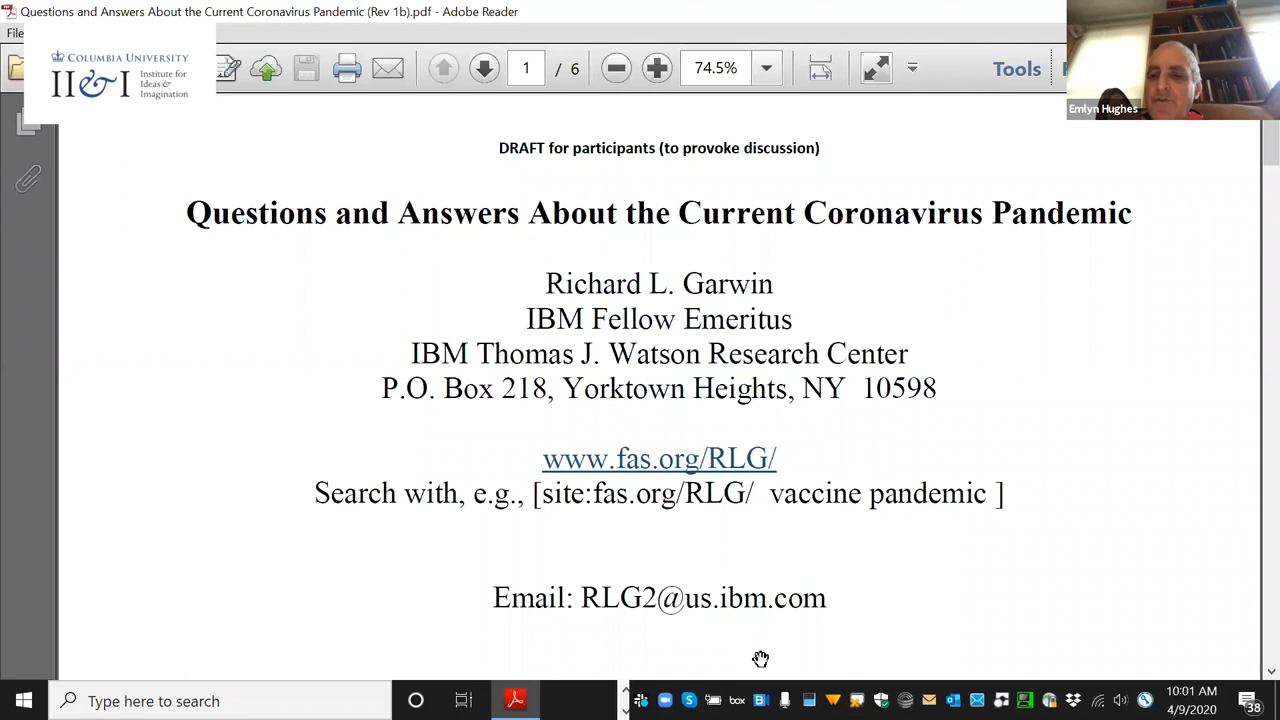 Questions and Answers About the Current Coronavirus Pandemic (Rev 1b).pdf - Adobe Reader
File
COLUMBIA UNIVERSITY
II&I
Institute for
Ideas &
Imagination
1 / 6
74.5%
Tools
Emlyn Hughes
DRAFT for participants (to provoke discussion)
Questions and Answers About the Current Coronavirus Pandemic
Richard L. Garwin
IBM Fellow Emeritus
IBM Thomas J. Watson Research Center
P.O. Box 218, Yorktown Heights, NY 10598
www.fas.org/RLG/
Search with, e.g., [site:fas.org/RLG/ vaccine pandemic ]
Email: RLG2@us.ibm.com
Type here to search
box
10:01 AM
4/9/2020
38